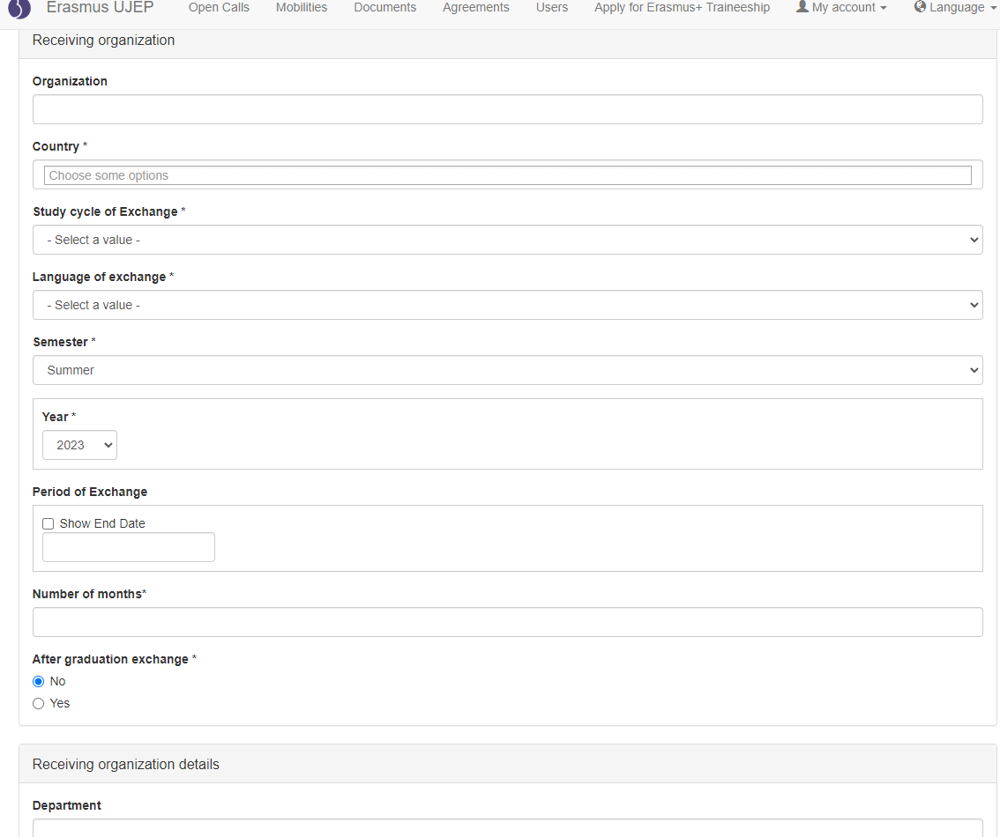 Erasmus UJEP Open Calls Mobilities Documents Agreements Users Apply for Erasmus+ Traineeship My account Language
Receiving organization
Organization
Country *
Choose some options
Study cycle of Exchange *
- Select a value -
Language of exchange *
- Select a value -
Semester *
Summer
Year *
2023
Period of Exchange
Show End Date
Number of months*
After graduation exchange *
No
Yes
Receiving organization details
Department